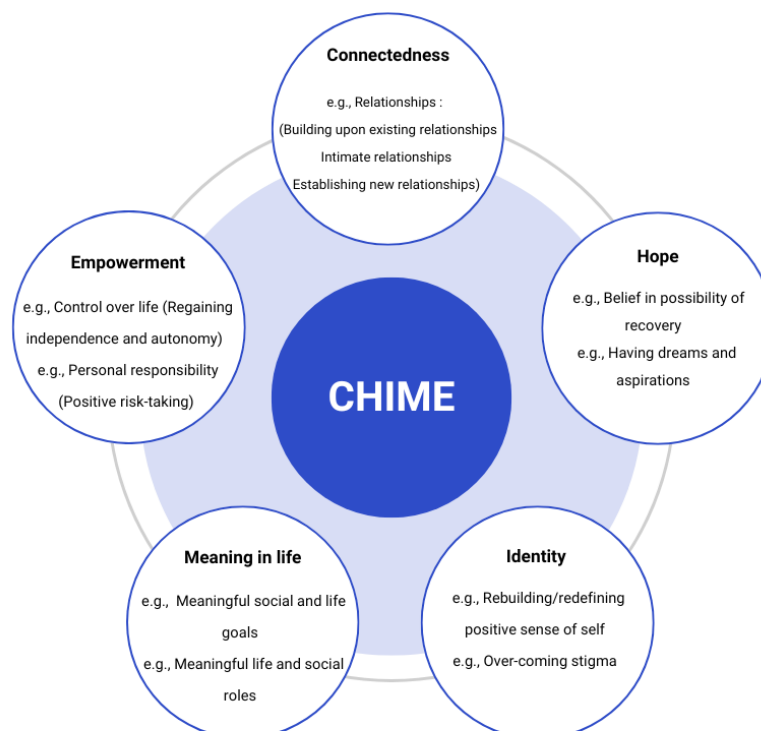 Connectedness
e.g., Relationships :
(Building upon existing relationships
Intimate relationships
Establishing new relationships)
Hope
e.g., Belief in possibility of
recovery
e.g., Having dreams and
aspirations
Identity
e.g., Rebuilding/redefining
positive sense of self
e.g., Over-coming stigma
Meaning in life
e.g., Meaningful social and life
goals
e.g., Meaningful life and social
roles
Empowerment
e.g., Control over life (Regaining
independence and autonomy)
e.g., Personal responsibility
(Positive risk-taking)
CHIME